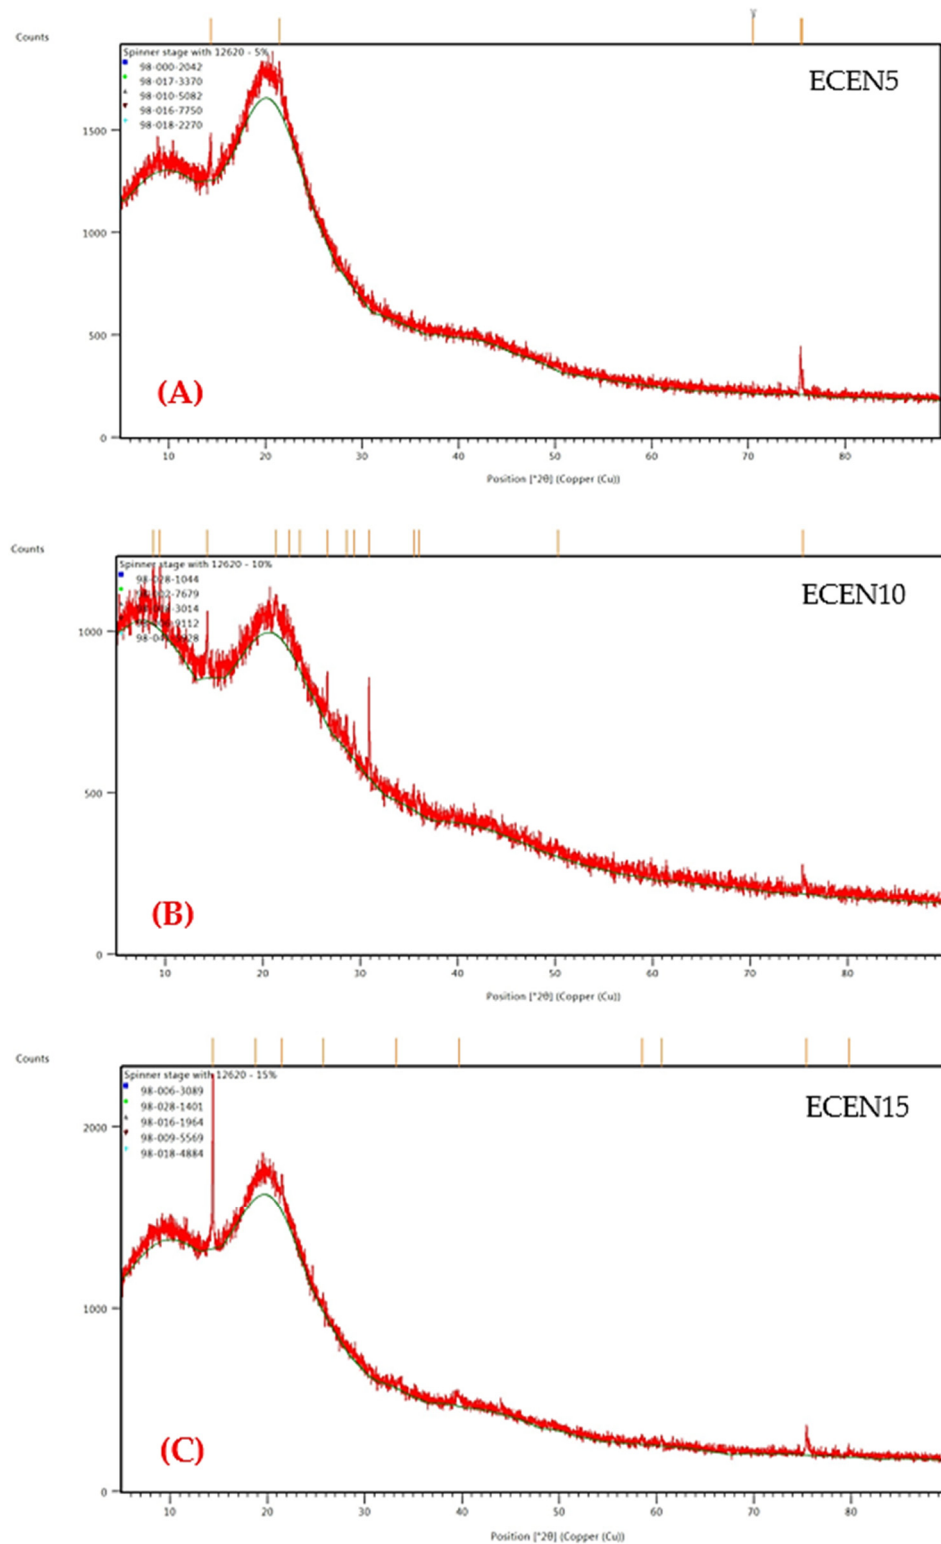 Counts
Spinner stage with 12620 - 5%
98-000-2042
98-017-3370
98-010-5082
98-016-7750
98-018-2270
ECEN5
1500
1000
500
0
(A)
10 20 30 40 50 60 70 80
Position [°2θ] (Copper (Cu))
Counts
Spinner stage with 12620 - 10%
98-028-1044
ECEN10
1000
500
0
(B)
10 20 30 40 50 60 70 80
Position [°2θ] (Copper (Cu))
Counts
Spinner stage with 12620 - 15%
98-006-3089
98-028-1401
98-016-1964
98-009-5569
98-018-4884
ECEN15
2000
1000
0
(C)
10 20 30 40 50 60 70 80
Position [°2θ] (Copper (Cu))